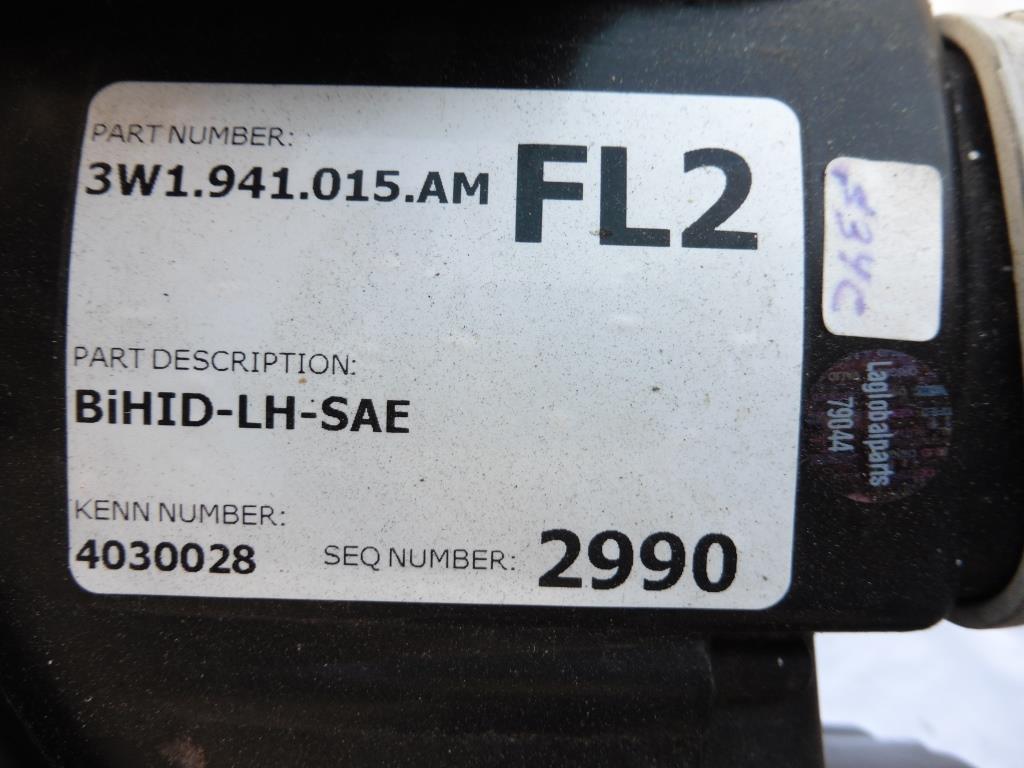 PART NUMBER:
3W1.941.015.AM
FL2
PART DESCRIPTION:
BiHID-LH-SAE
KENN NUMBER:
4030028
SEQ NUMBER:
2990
Laglobalparts
79044